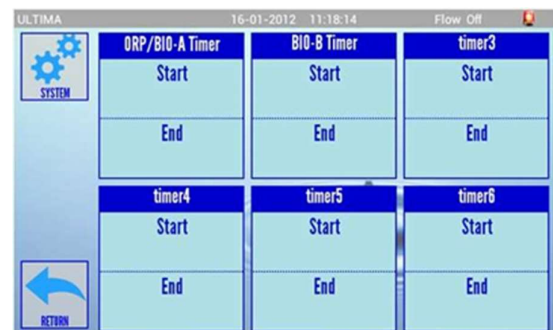 ULTIMA 16-01-2012 11:18:14 Flow Off
SYSTEM
ORP/BIO-A Timer BIO-B Timer timer3
Start Start Start
End End End
timer4 timer5 timer6
Start Start Start
End End End
RETURN